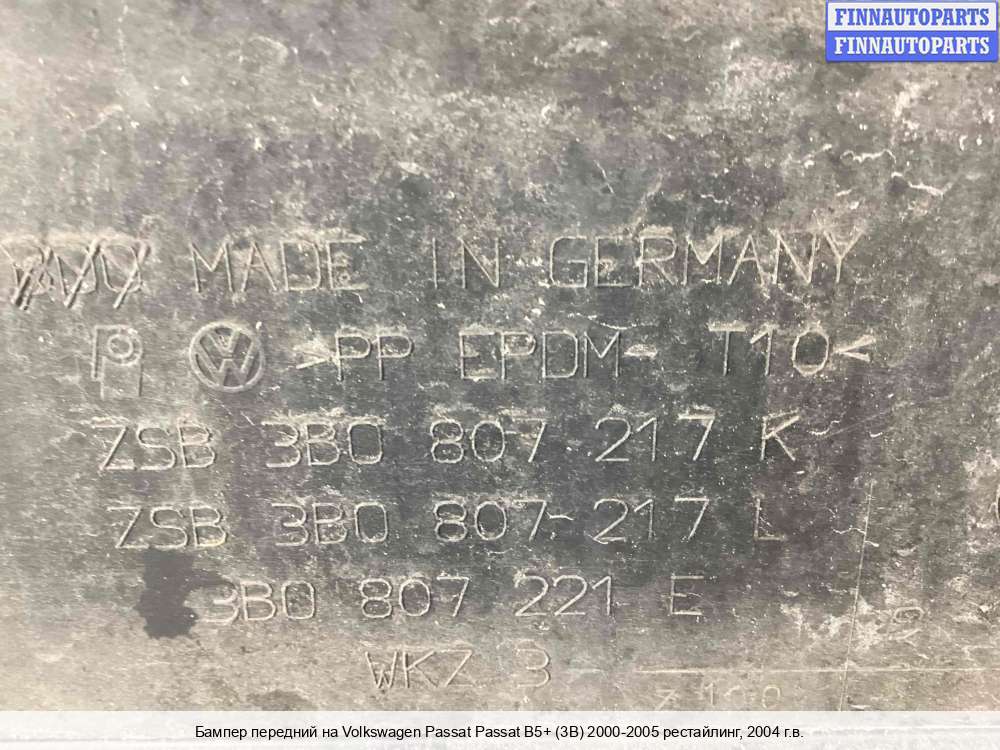 FINNAUTOPARTS
FINNAUTOPARTS
MADE IN GERMANY
>PP EPDM- T10<
ZSB 3B0 807 217 K
ZSB 3B0 807 217 L
3B0 807 221 E
WKZ 3
Бампер передний на Volkswagen Passat Passat B5+ (3B) 2000-2005 рестайлинг, 2004 г.в.